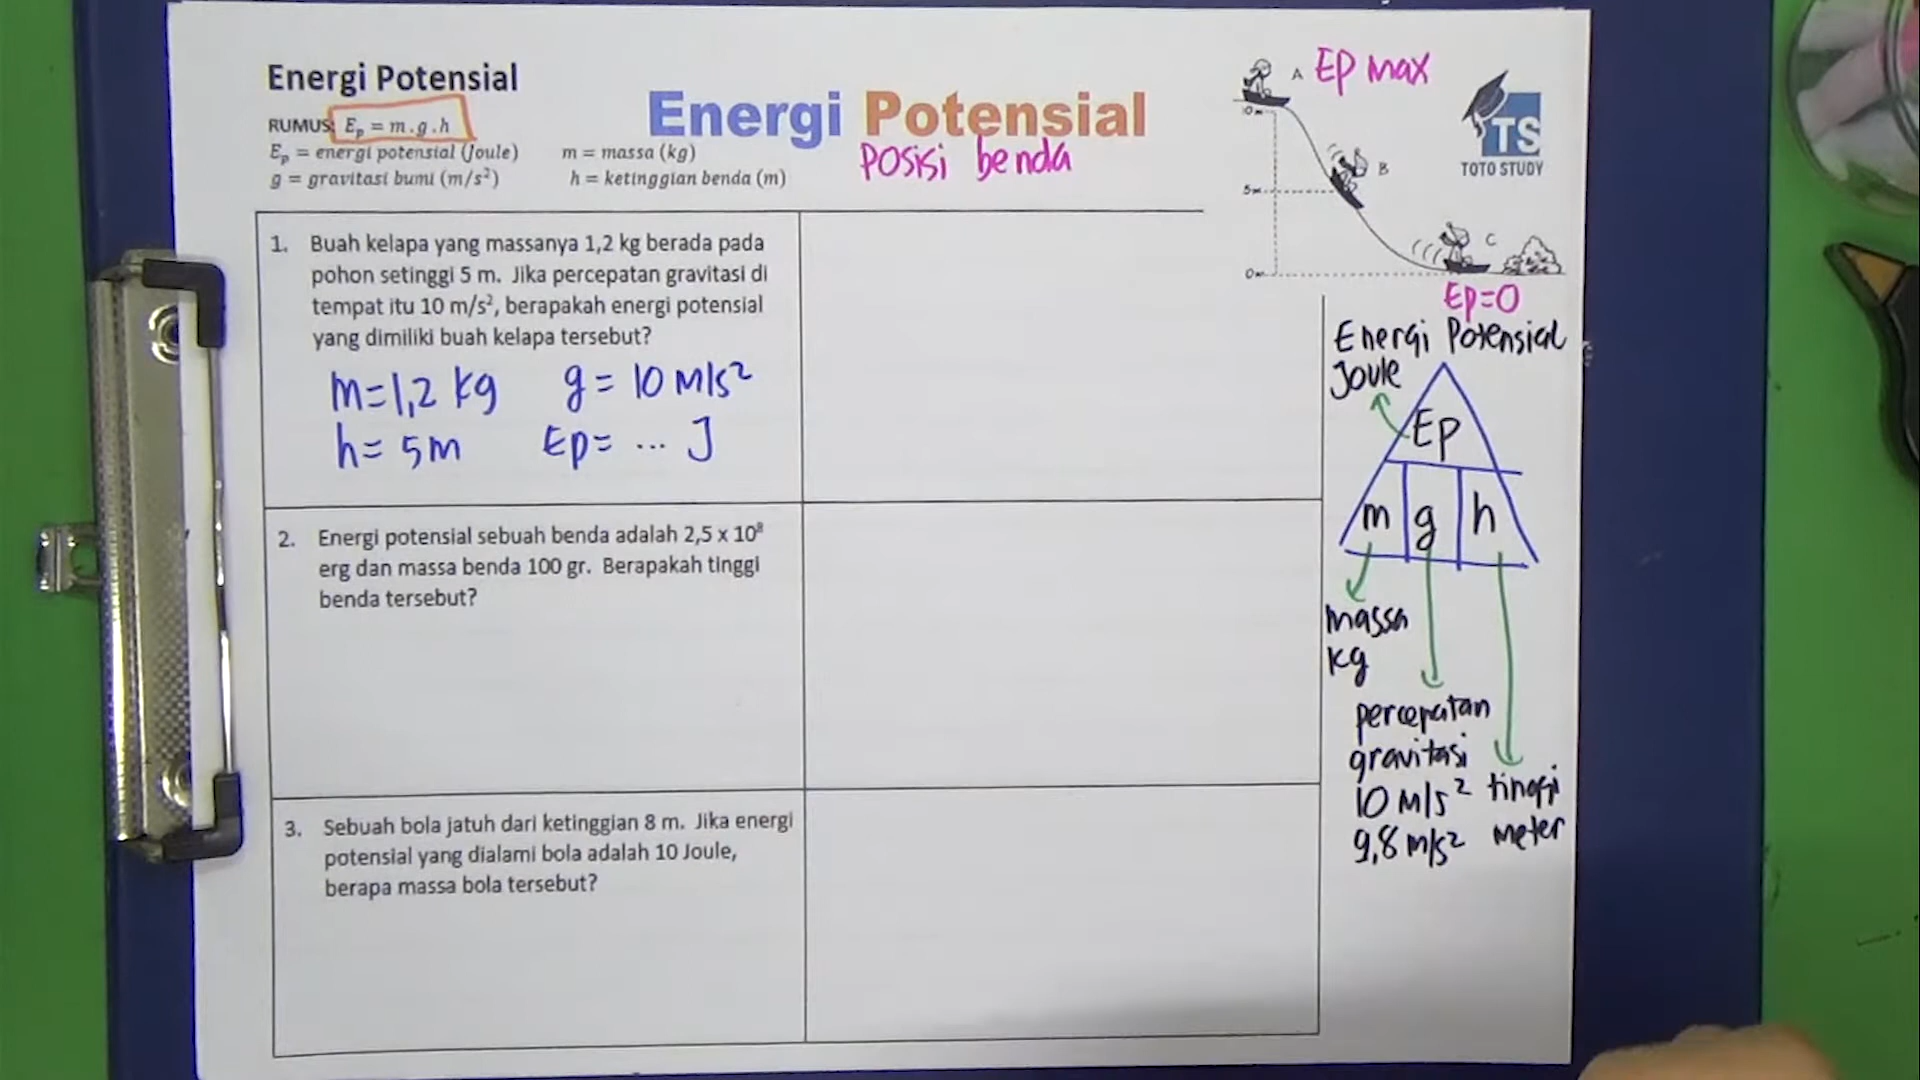 Energi Potensial
RUMUS: Eₚ = m . g . h
Eₚ = energi potensial (Joule) m = massa (kg)
g = gravitasi bumi (m/s²) h = ketinggian benda (m)
Energi Potensial
Posisi benda
A Ep max
10m
B
5m
C
0m
Ep=0
TS
TOTO STUDY
1. Buah kelapa yang massanya 1,2 kg berada pada
pohon setinggi 5 m. Jika percepatan gravitasi di
tempat itu 10 m/s², berapakah energi potensial
yang dimiliki buah kelapa tersebut?
m=1,2 kg g = 10 m/s²
h= 5m Ep= ... J
2. Energi potensial sebuah benda adalah 2,5 x 10⁸
erg dan massa benda 100 gr. Berapakah tinggi
benda tersebut?
3. Sebuah bola jatuh dari ketinggian 8 m. Jika energi
potensial yang dialami bola adalah 10 Joule,
berapa massa bola tersebut?
Energi Potensial
Joule
Ep
m g h
massa
kg
percepatan
gravitasi
10 m/s²
9,8 m/s²
tinggi
meter